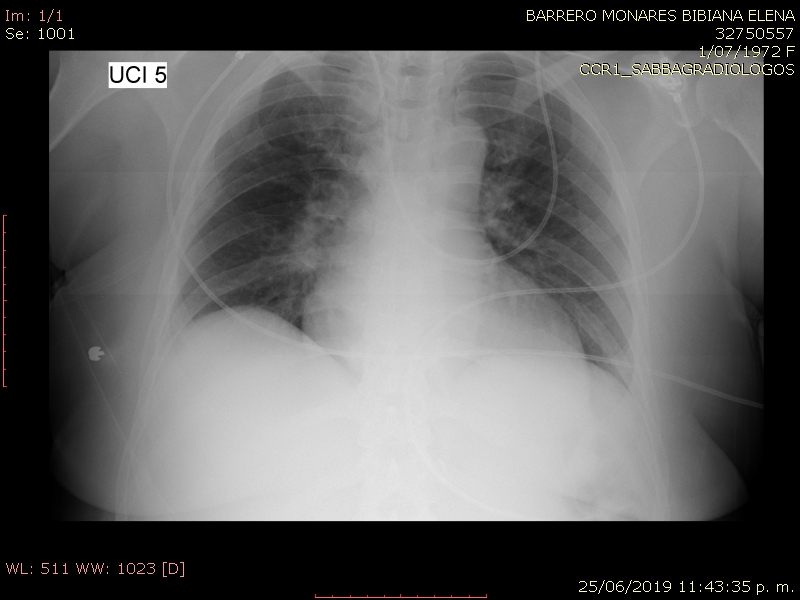 Im: 1/1
Se: 1001
BARRERO MONARES BIBIANA ELENA
32750557
1/07/1972 F
CCR1_SABBAGRADIOLOGOS
UCI 5
WL: 511 WW: 1023 [D]
25/06/2019 11:43:35 p. m.